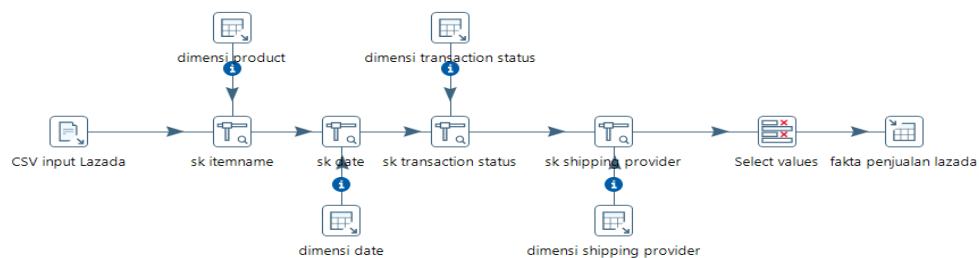 dimensi product
dimensi transaction status
CSV input Lazada
sk itemname
sk date
sk transaction status
sk shipping provider
Select values
fakta penjualan lazada
dimensi date
dimensi shipping provider